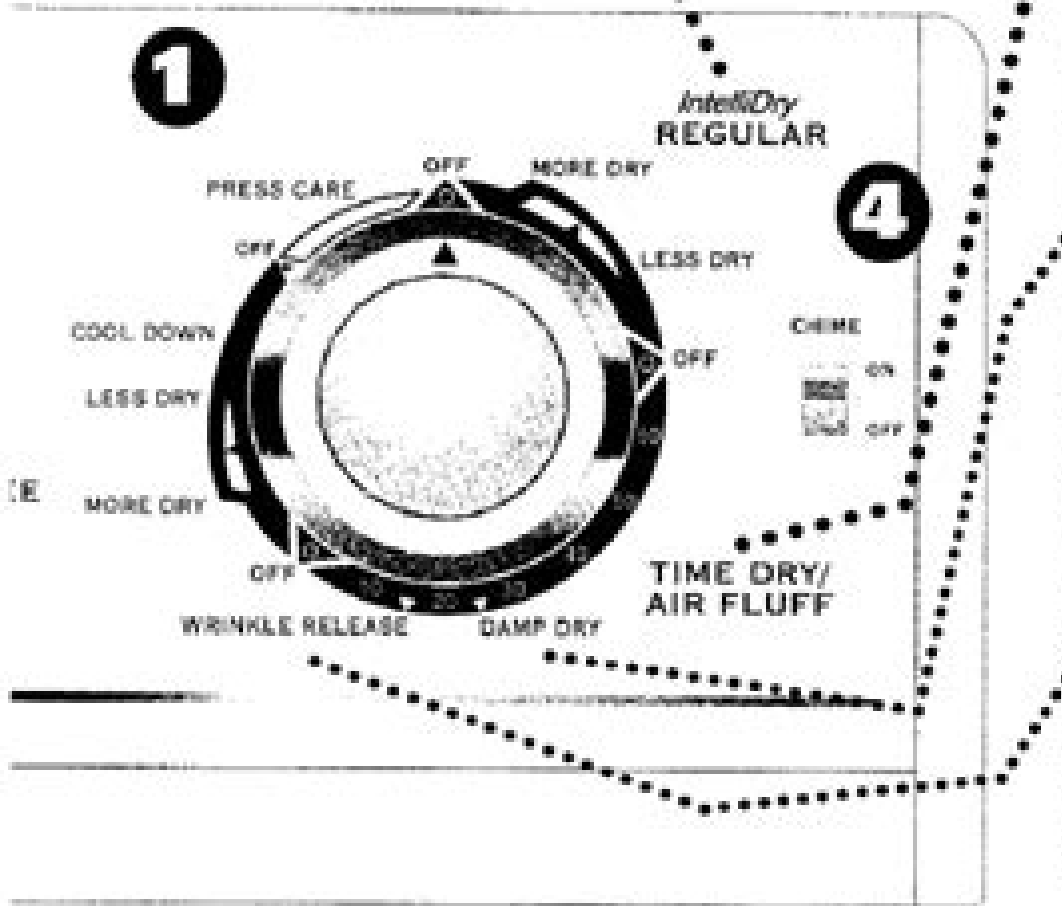 1
IntelliDry
REGULAR
OFF
MORE DRY
PRESS CARE
4
OFF
LESS DRY
COOL DOWN
CHIME
OFF
ON
LESS DRY
OFF
MORE DRY
OFF
TIME DRY/
AIR FLUFF
20
WRINKLE RELEASE
DAMP DRY